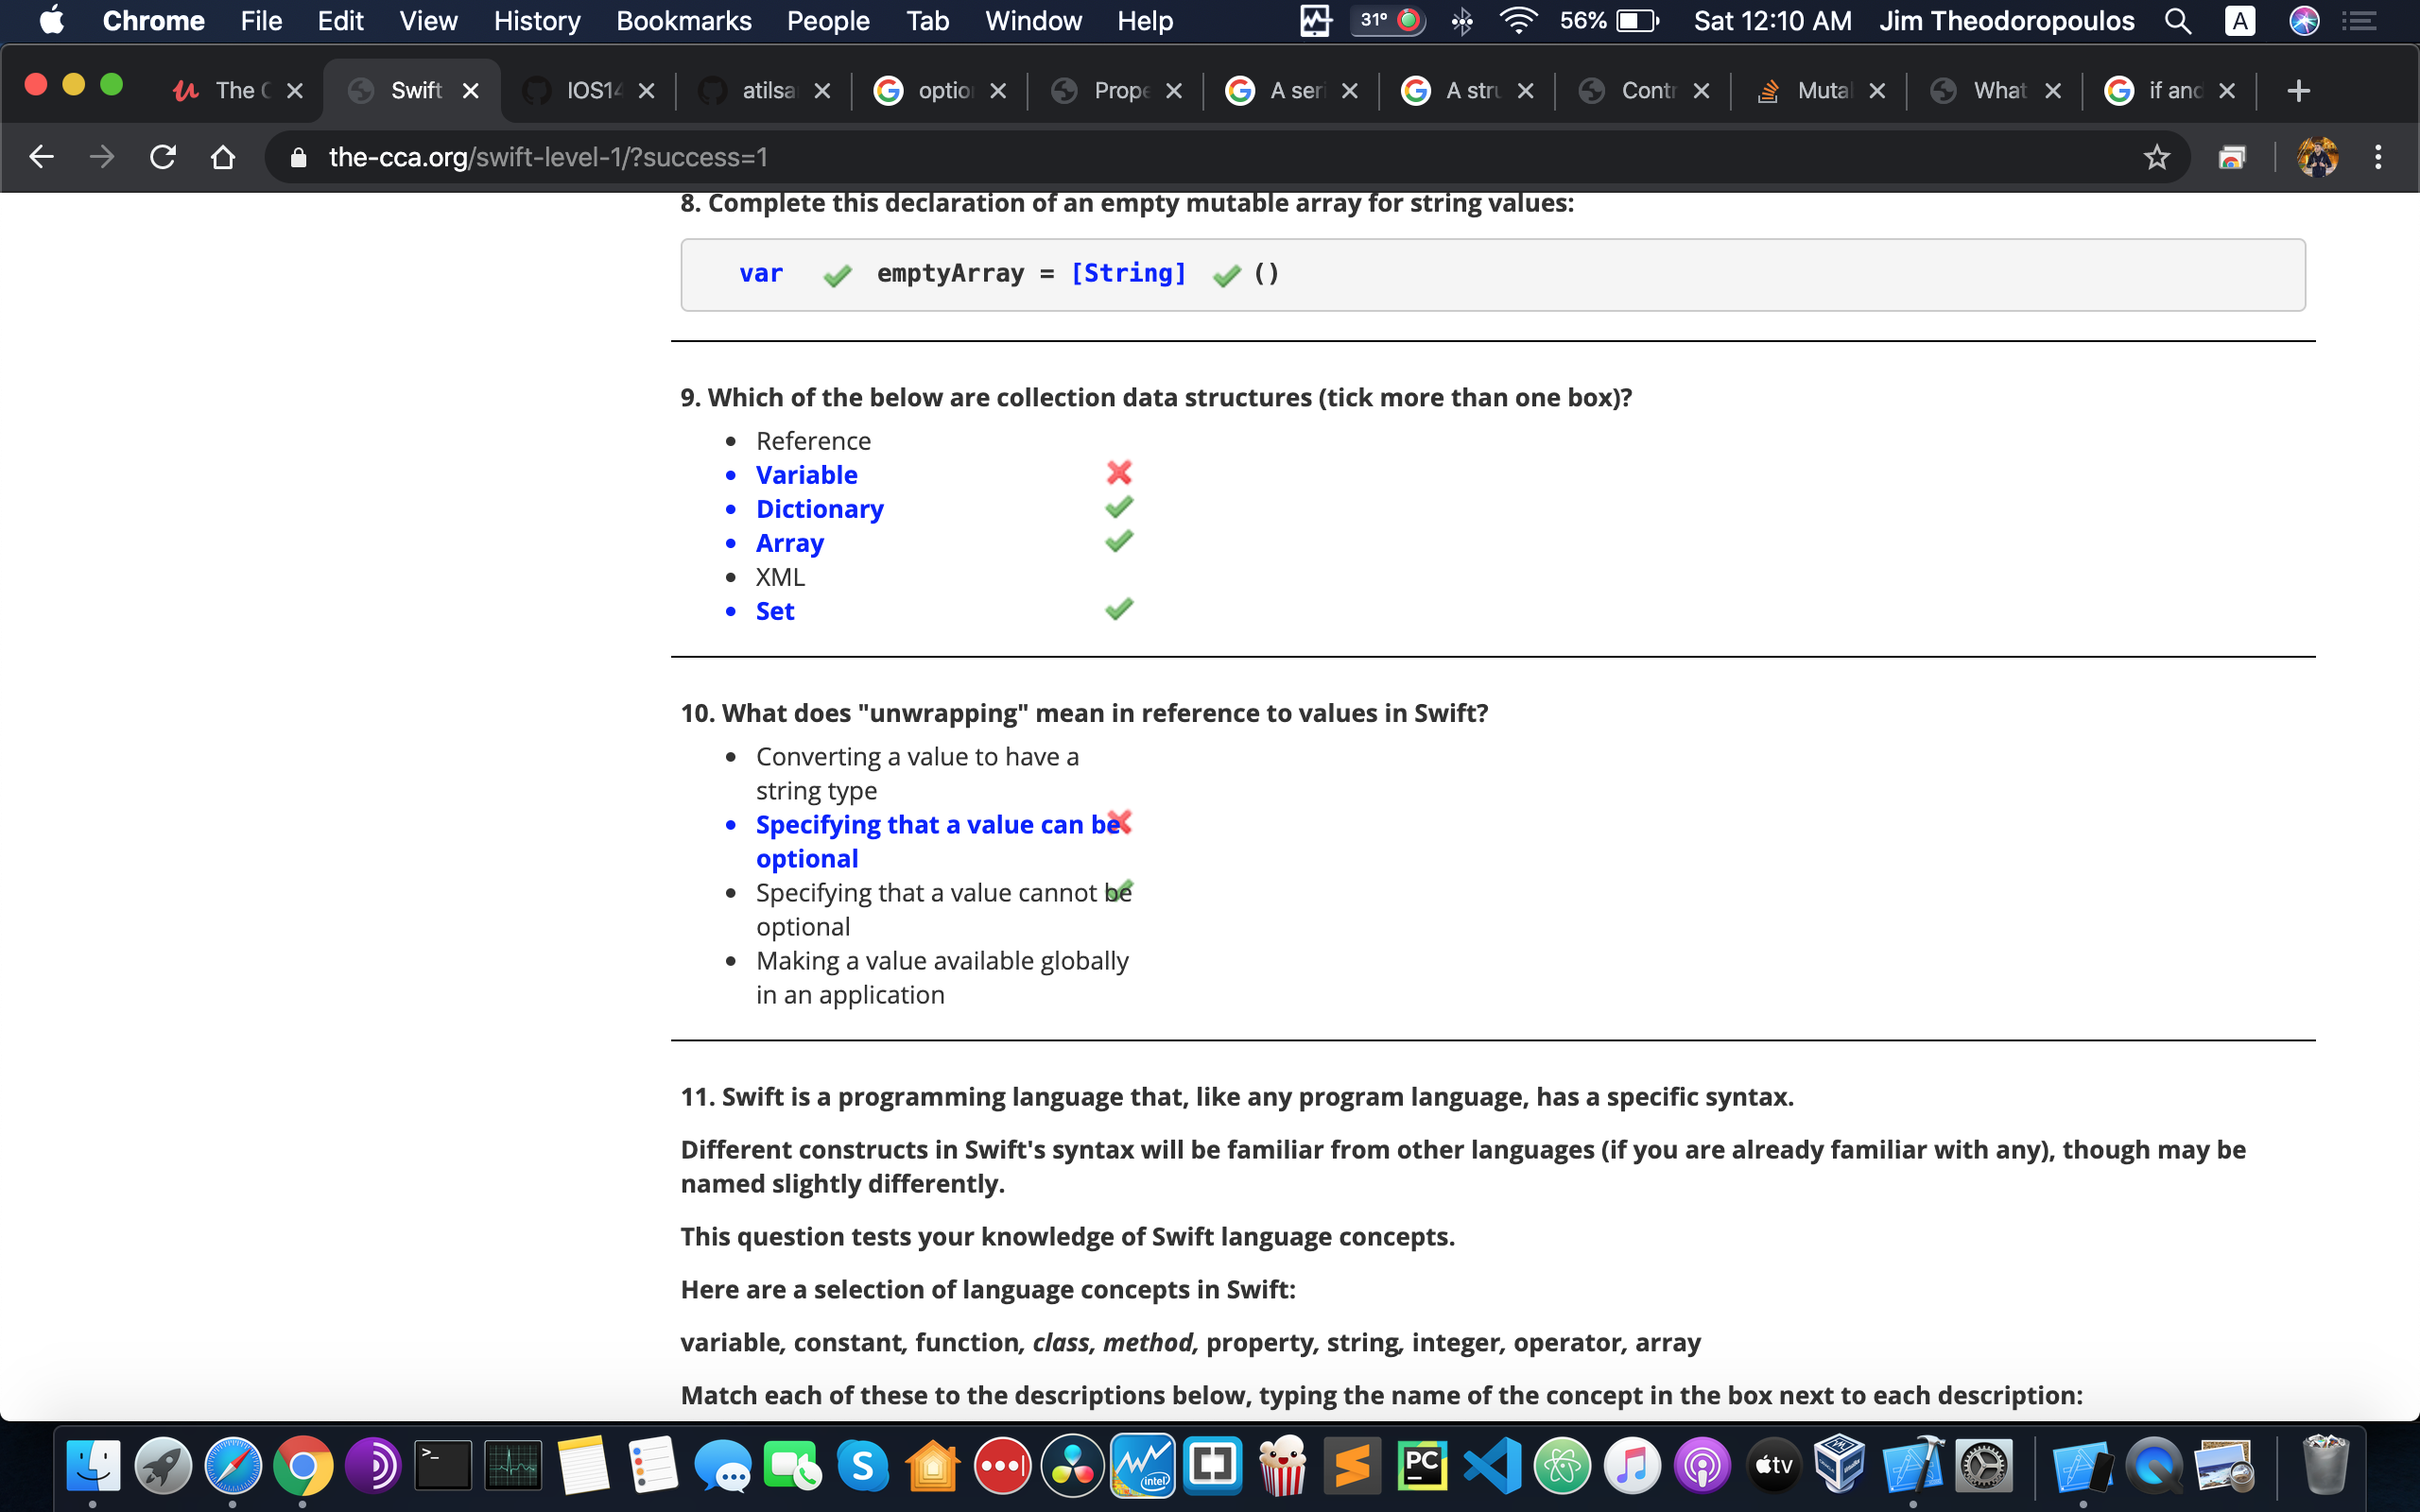 Chrome File Edit View History Bookmarks People Tab Window Help 31° 56% Sat 12:10 AM Jim Theodoropoulos A
The C Swift IOS14 atilsa option Prope A seri A stru Contr Mutal What if and
the-cca.org/swift-level-1/?success=1
8. Complete this declaration of an empty mutable array for string values:
var emptyArray = [String] ()
9. Which of the below are collection data structures (tick more than one box)?
Reference
Variable
Dictionary
Array
XML
Set
10. What does "unwrapping" mean in reference to values in Swift?
Converting a value to have a
string type
Specifying that a value can be
optional
Specifying that a value cannot be
optional
Making a value available globally
in an application
11. Swift is a programming language that, like any program language, has a specific syntax.
Different constructs in Swift's syntax will be familiar from other languages (if you are already familiar with any), though may be
named slightly differently.
This question tests your knowledge of Swift language concepts.
Here are a selection of language concepts in Swift:
variable, constant, function, class, method, property, string, integer, operator, array
Match each of these to the descriptions below, typing the name of the concept in the box next to each description:
>_ S intel PC tv